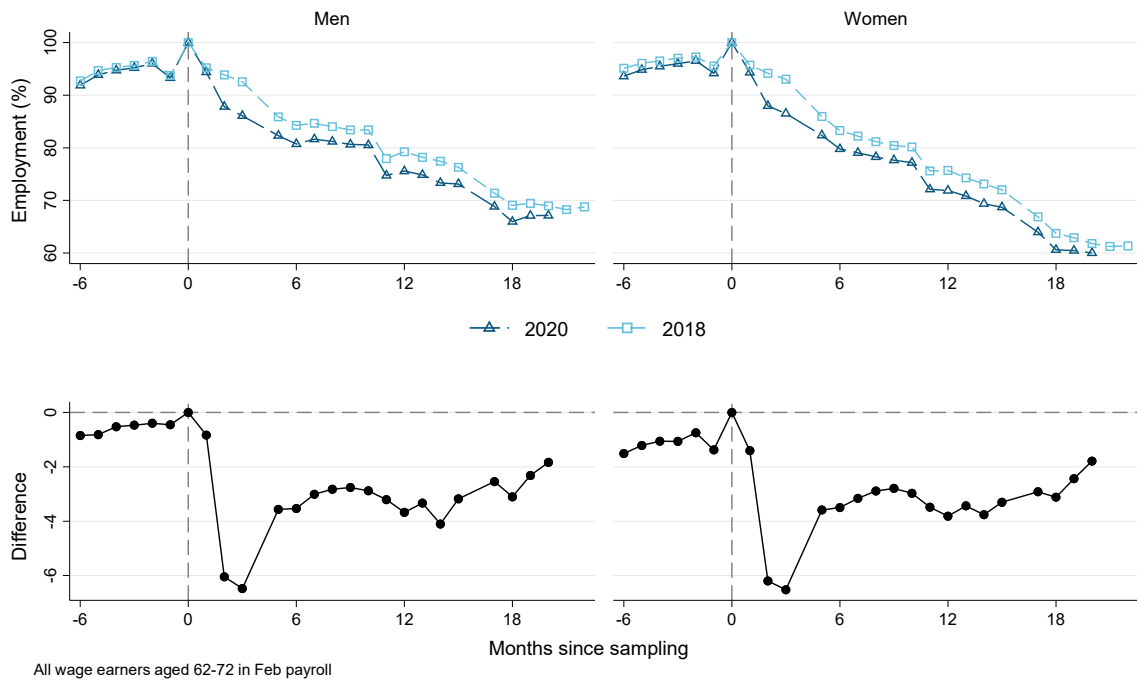 Men
Women
Employment (%)
100
90
80
70
60
-6 0 6 12 18
-6 0 6 12 18
2020 2018
Difference
0
-2
-4
-6
-6 0 6 12 18
-6 0 6 12 18
Months since sampling
All wage earners aged 62-72 in Feb payroll